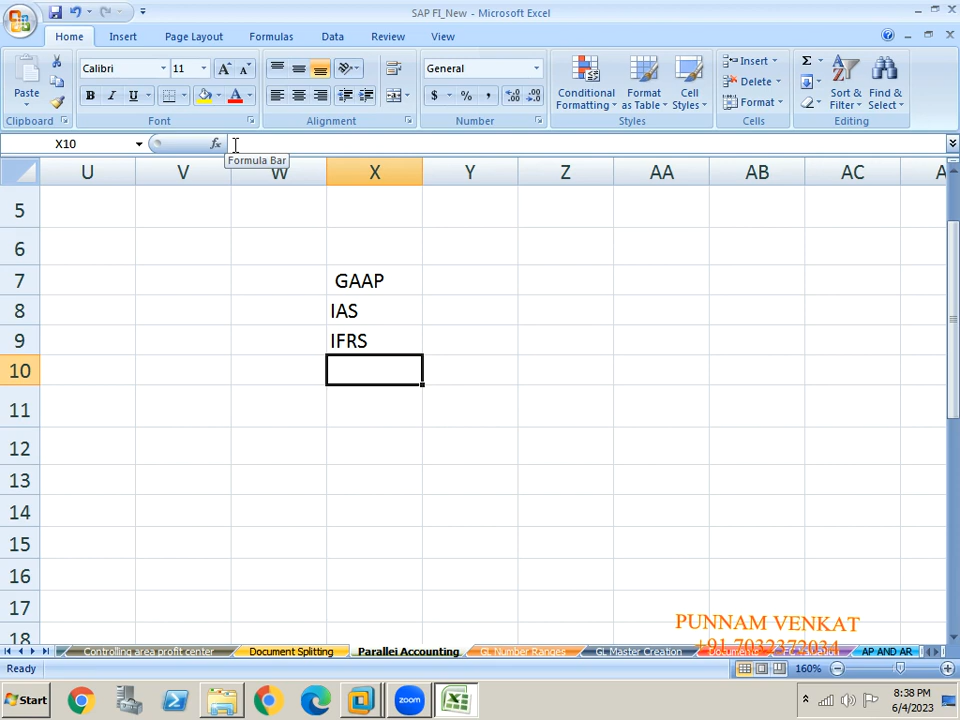 SAP FI_New - Microsoft Excel
Home Insert Page Layout Formulas Data Review View
Calibri 11 General
Paste
B I U
$ % ,
Conditional Formatting
Format as Table
Cell Styles
Insert
Delete
Format
Sort & Filter
Find & Select
Clipboard Font Alignment Number Styles Cells Editing
X10 fx
Formula Bar
U V W X Y Z AA AB AC
5
6
7 GAAP
8 IAS
9 IFRS
10
11
12
13
14
15
16
17
18
PUNNAM VENKAT
+91 7032372034
Controlling area profit center Document Splitting Parallel Accounting GL Number Ranges GL Master Creation AP AND AR
Ready 160%
Start zoom 8:38 PM
6/4/2023